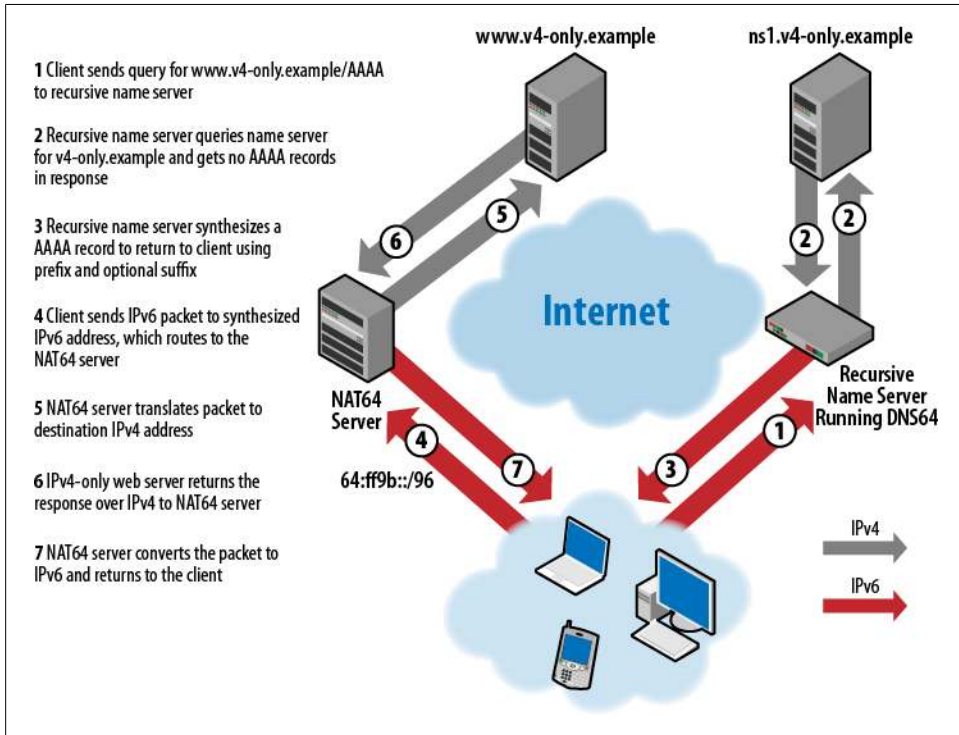 www.v4-only.example
ns1.v4-only.example
1 Client sends query for www.v4-only.example/AAAA
to recursive name server
2 Recursive name server queries name server
for v4-only.example and gets no AAAA records
in response
3 Recursive name server synthesizes a
AAAA record to return to client using
prefix and optional suffix
4 Client sends IPv6 packet to synthesized
IPv6 address, which routes to the
NAT64 server
5 NAT64 server translates packet to
destination IPv4 address
6 IPv4-only web server returns the
response over IPv4 to NAT64 server
7 NAT64 server converts the packet to
IPv6 and returns to the client
6
5
2
2
Internet
NAT64
Server
Recursive
Name Server
Running DNS64
4
7
3
1
64:ff9b::/96
IPv4
IPv6